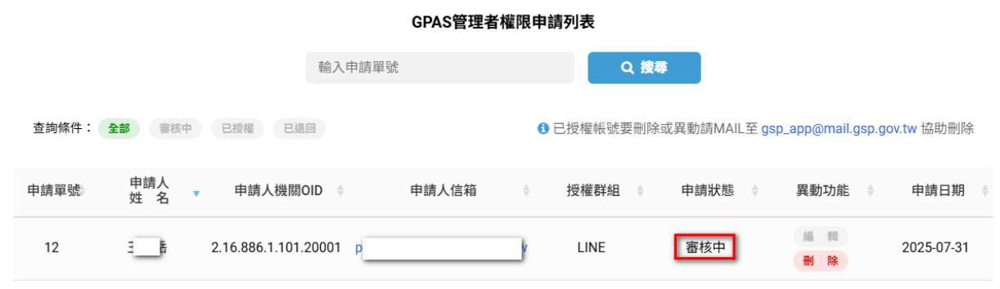 GPAS管理者權限申請列表
輸入申請單號
搜尋
查詢條件： 全部 審核中 已授權 已退回
已授權帳號要刪除或異動請MAIL至 gsp_app@mail.gsp.gov.tw 協助刪除
申請單號 申請人姓 名 申請人機關OID 申請人信箱 授權群組 申請狀態 異動功能 申請日期
12 2.16.886.1.101.20001 p LINE 審核中 編 輯 2025-07-31
刪 除